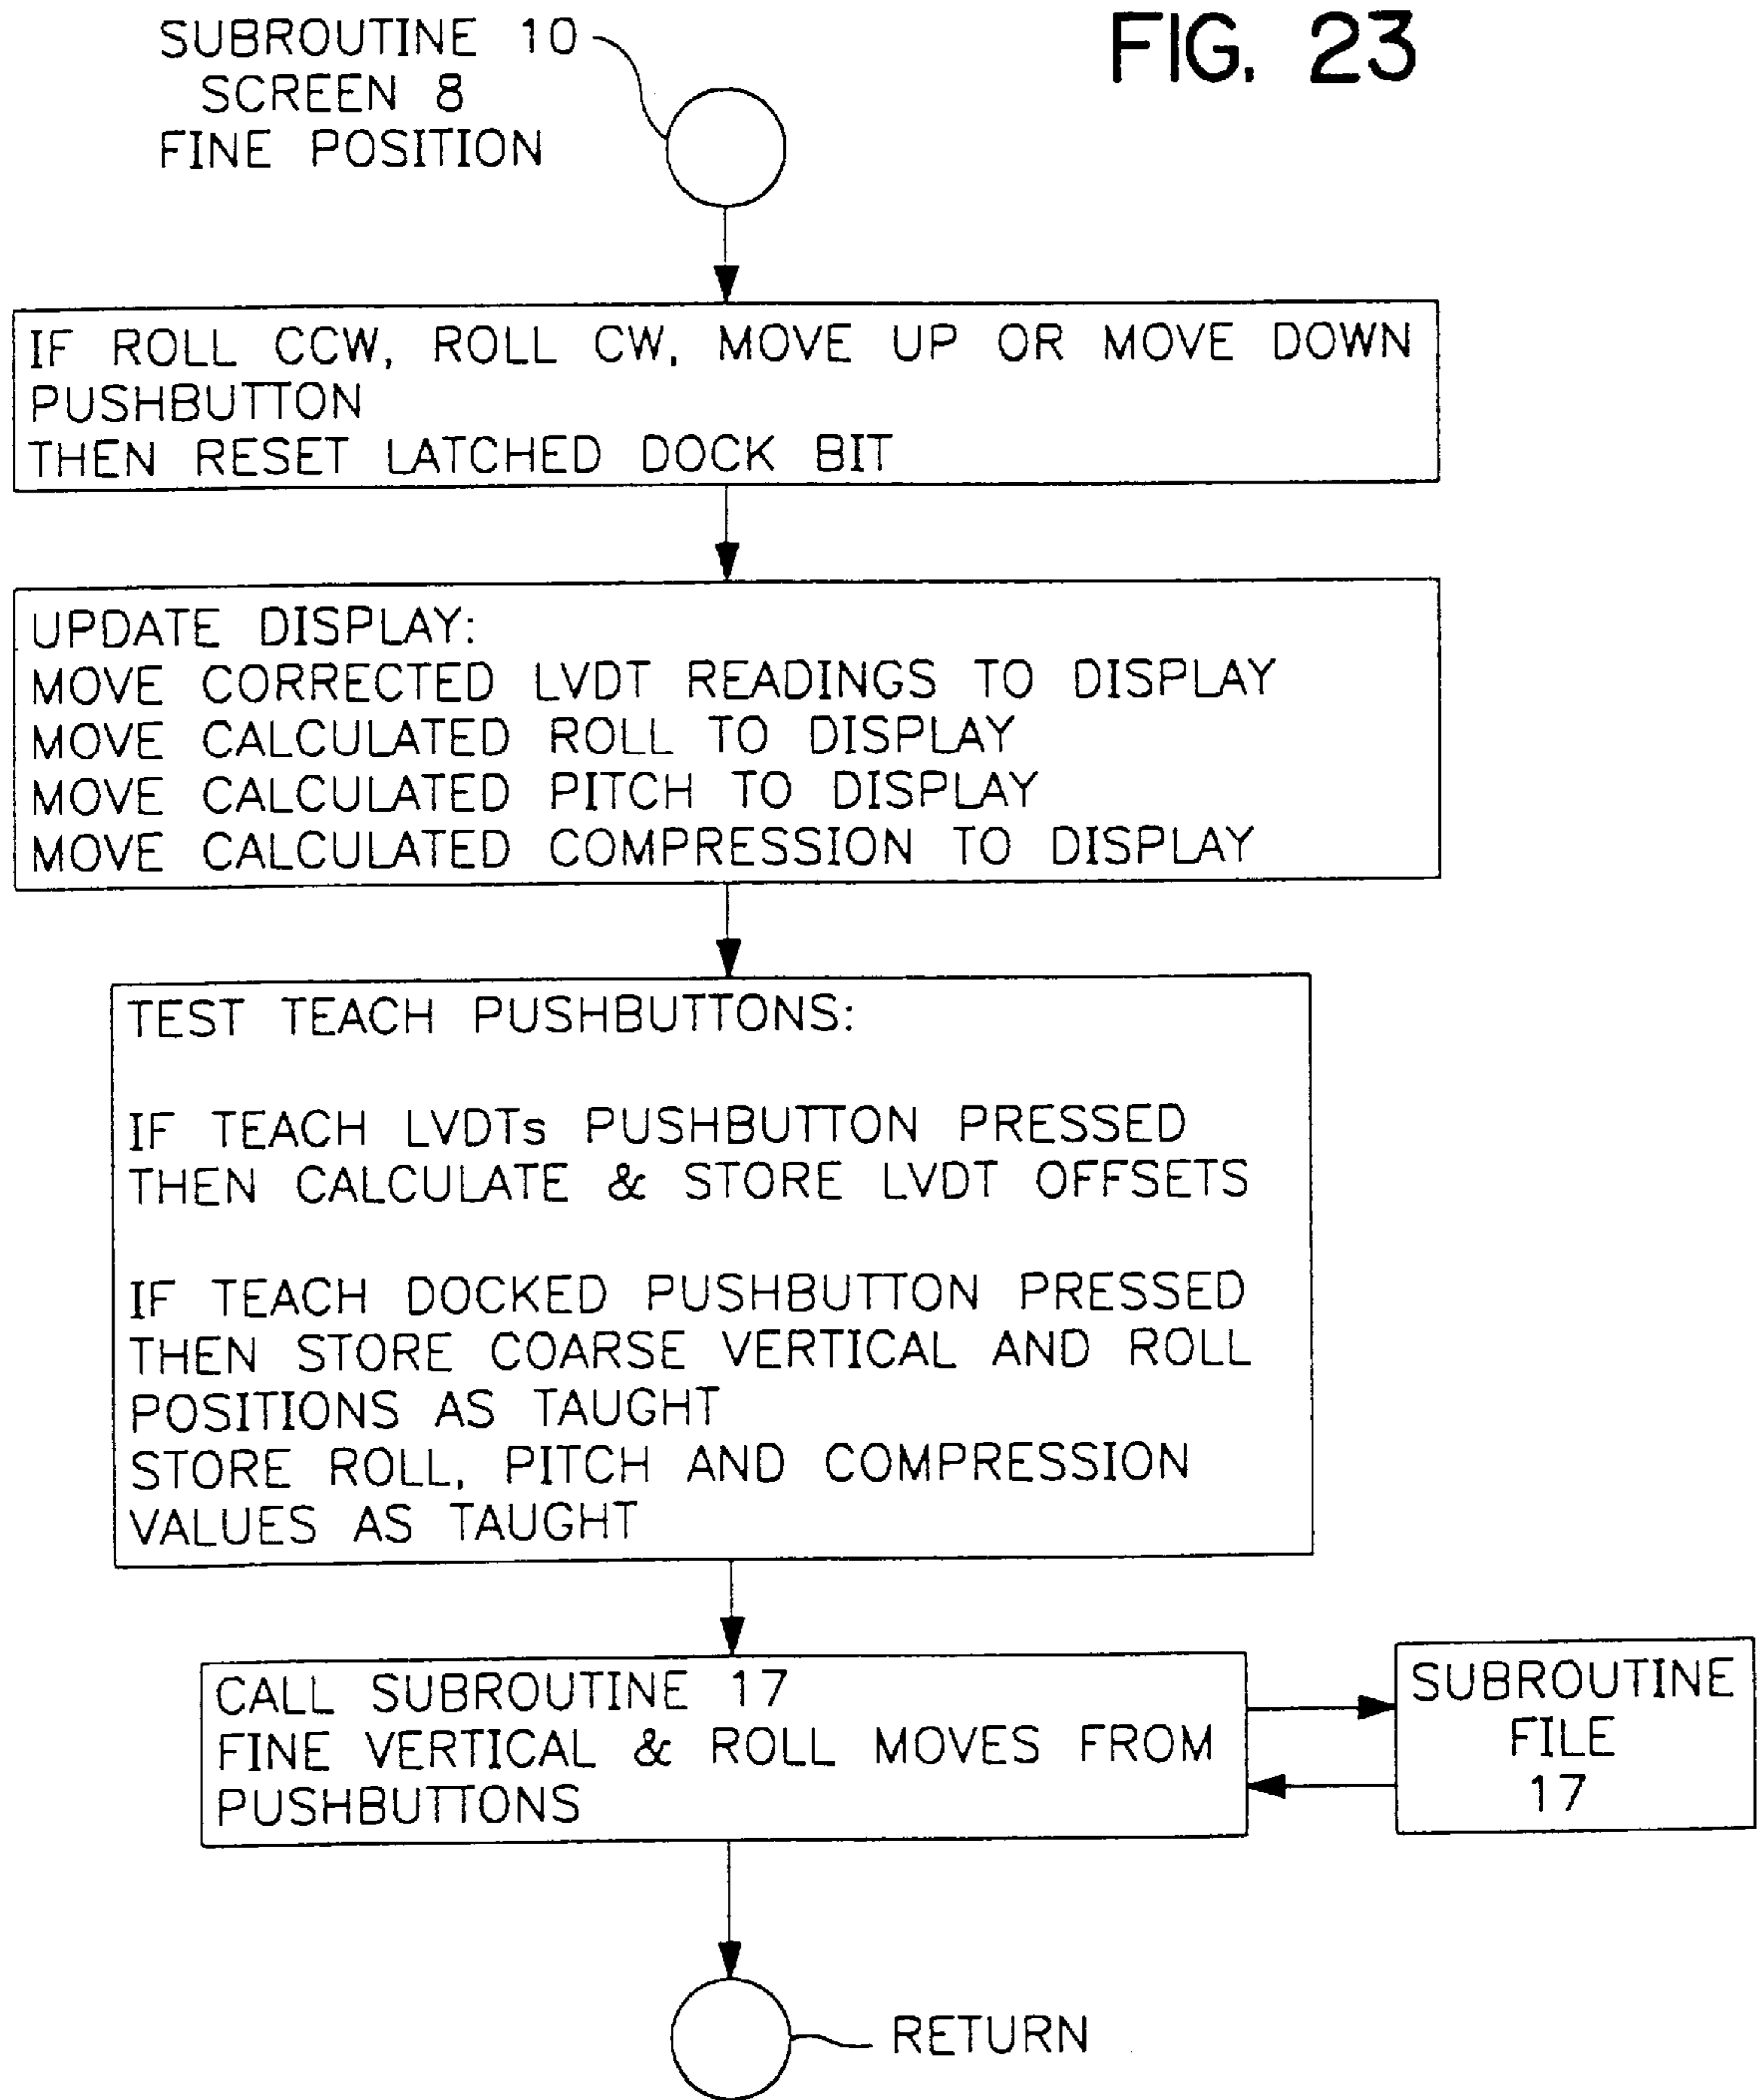 FIG. 23
SUBROUTINE 10
SCREEN 8
FINE POSITION
IF ROLL CCW, ROLL CW, MOVE UP OR MOVE DOWN
PUSHBUTTON
THEN RESET LATCHED DOCK BIT
UPDATE DISPLAY:
MOVE CORRECTED LVDT READINGS TO DISPLAY
MOVE CALCULATED ROLL TO DISPLAY
MOVE CALCULATED PITCH TO DISPLAY
MOVE CALCULATED COMPRESSION TO DISPLAY
TEST TEACH PUSHBUTTONS:
IF TEACH LVDTs PUSHBUTTON PRESSED
THEN CALCULATE & STORE LVDT OFFSETS
IF TEACH DOCKED PUSHBUTTON PRESSED
THEN STORE COARSE VERTICAL AND ROLL
POSITIONS AS TAUGHT
STORE ROLL, PITCH AND COMPRESSION
VALUES AS TAUGHT
CALL SUBROUTINE 17
FINE VERTICAL & ROLL MOVES FROM
PUSHBUTTONS
SUBROUTINE
FILE
17
RETURN